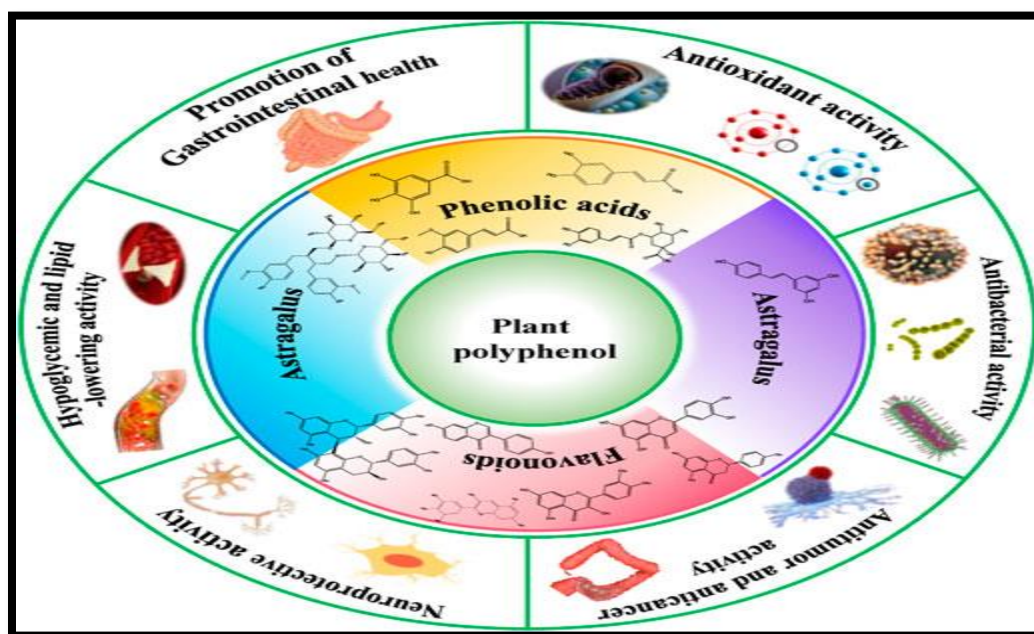 Promotion of
Gastrointestinal health
Antioxidant activity
Antibacterial activity
Antitumor and anticancer
activity
Neuroprotective activity
Hypoglycemic and lipid
-lowering activity
Phenolic acids
Astragalus
Flavonoids
Astragalus
Plant
polyphenol